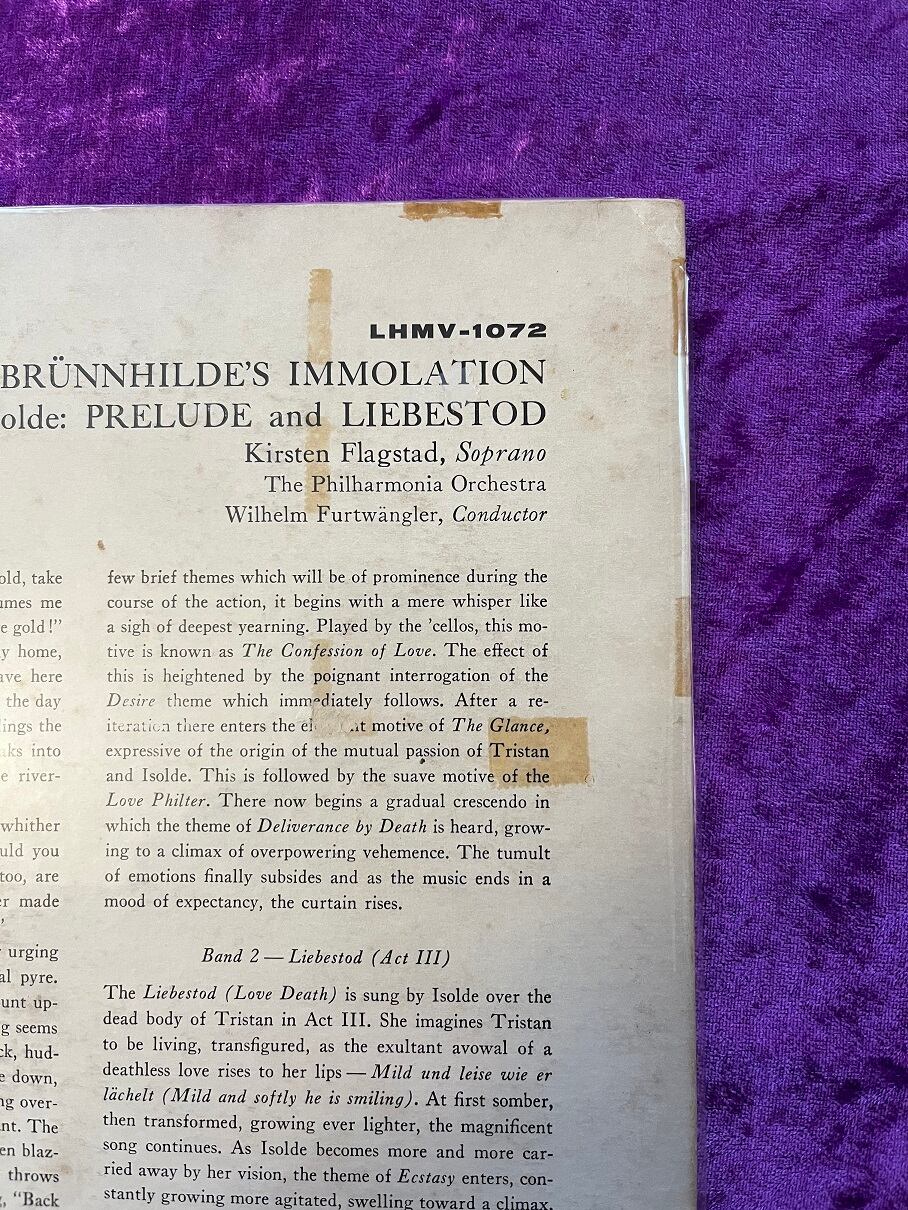 LHMV-1072
BRÜNNHILDE'S IMMOLATION
olde: PRELUDE and LIEBESTOD
Kirsten Flagstad, Soprano
The Philharmonia Orchestra
Wilhelm Furtwängler, Conductor
old, take
umes me
e gold!"
y home,
ave here
the day
lings the
ks into
e river-
whither
uld you
too, are
er made
'
urging
al pyre.
unt up-
g seems
ck, hud-
e down,
ng over-
nt. The
en blaz-
throws
g, "Back
few brief themes which will be of prominence during the
course of the action, it begins with a mere whisper like
a sigh of deepest yearning. Played by the 'cellos, this mo-
tive is known as The Confession of Love. The effect of
this is heightened by the poignant interrogation of the
Desire theme which immediately follows. After a re-
iteration there enters the motive of The Glance,
expressive of the origin of the mutual passion of Tristan
and Isolde. This is followed by the suave motive of the
Love Philter. There now begins a gradual crescendo in
which the theme of Deliverance by Death is heard, grow-
ing to a climax of overpowering vehemence. The tumult
of emotions finally subsides and as the music ends in a
mood of expectancy, the curtain rises.
Band 2 — Liebestod (Act III)
The Liebestod (Love Death) is sung by Isolde over the
dead body of Tristan in Act III. She imagines Tristan
to be living, transfigured, as the exultant avowal of a
deathless love rises to her lips — Mild und leise wie er
lächelt (Mild and softly he is smiling). At first somber,
then transformed, growing ever lighter, the magnificent
song continues. As Isolde becomes more and more car-
ried away by her vision, the theme of Ecstasy enters, con-
stantly growing more agitated, swelling toward a climax.